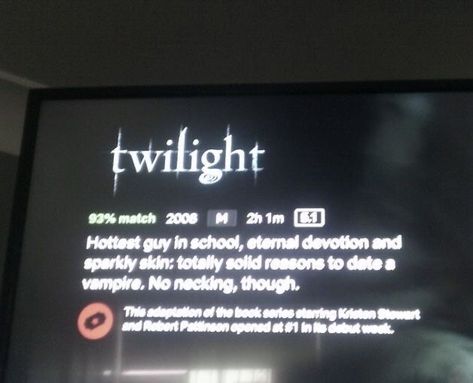 twilight
93% match 2008 M 2h 1m 5.1
Hottest guy in school, eternal devotion and
sparkly skin: totally solid reasons to date a
vampire. No necking, though.
This adaptation of the book series starring Kristen Stewart
and Robert Pattinson opened at #1 in its debut week.